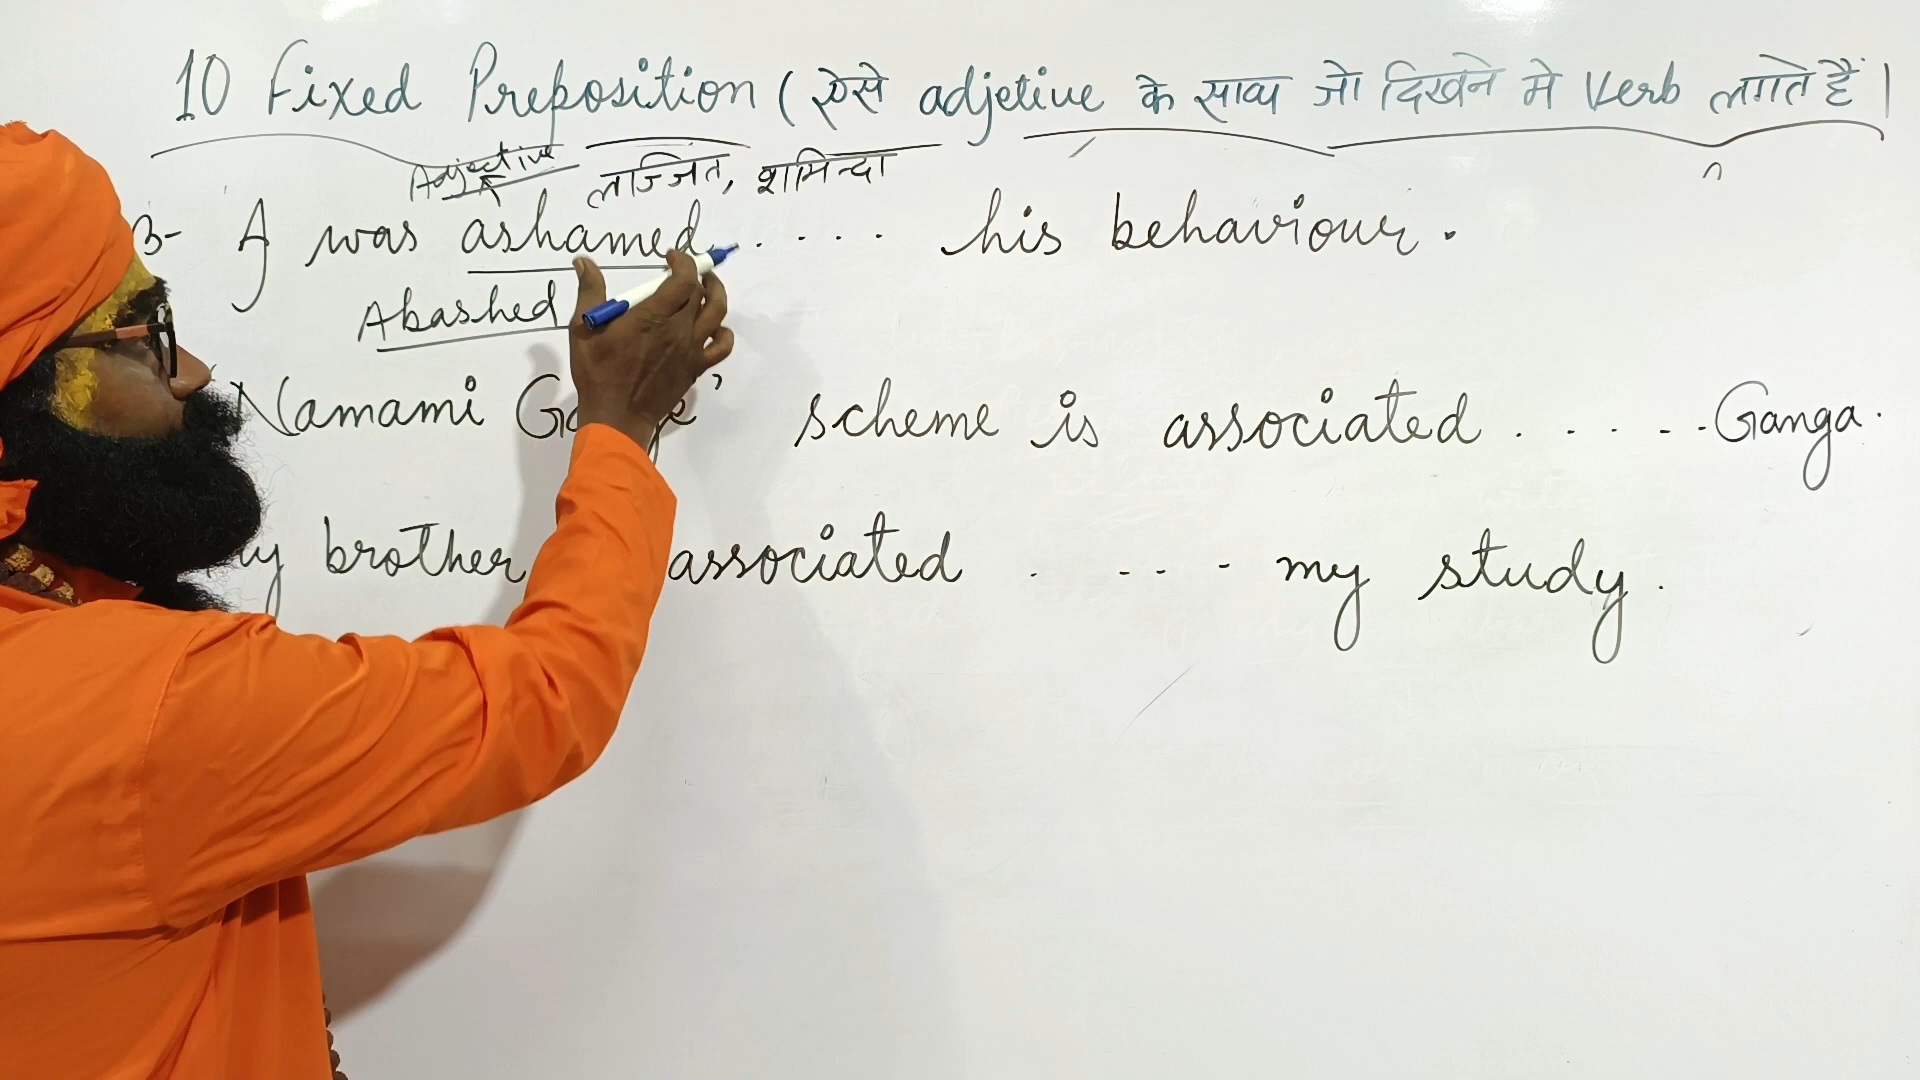 10 Fixed Preposition ( ऐसे adjetive के साथ जो दिखने मे Verb लगते हैं |
Adjective लज्जित, शर्मिन्दा
3- I was ashamed . . . . his behaviour.
Abashed
Namami scheme is associated . . . . . Ganga.
brother associated . . . . my study.